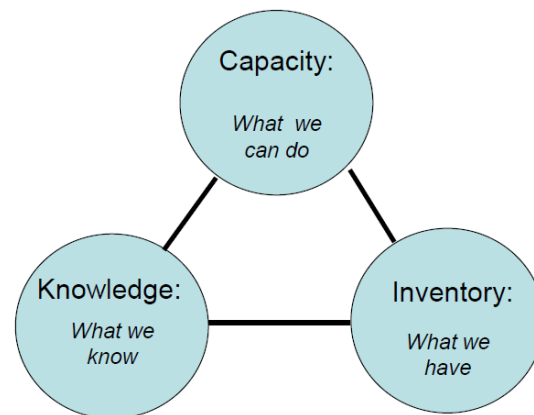 Capacity:
What we
can do
Knowledge:
What we
know
Inventory:
What we
have